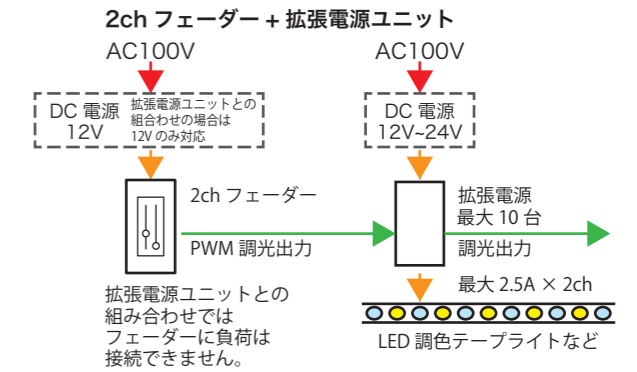 2ch フェーダー + 拡張電源ユニット
AC100V
AC100V
DC 電源
12V
拡張電源ユニットとの
組合わせの場合は
12V のみ対応
DC 電源
12V~24V
2ch フェーダー
PWM 調光出力
拡張電源
最大 10 台
調光出力
最大 2.5A × 2ch
拡張電源ユニットとの
組み合わせでは
フェーダーに負荷は
接続できません。
LED 調色テープライトなど